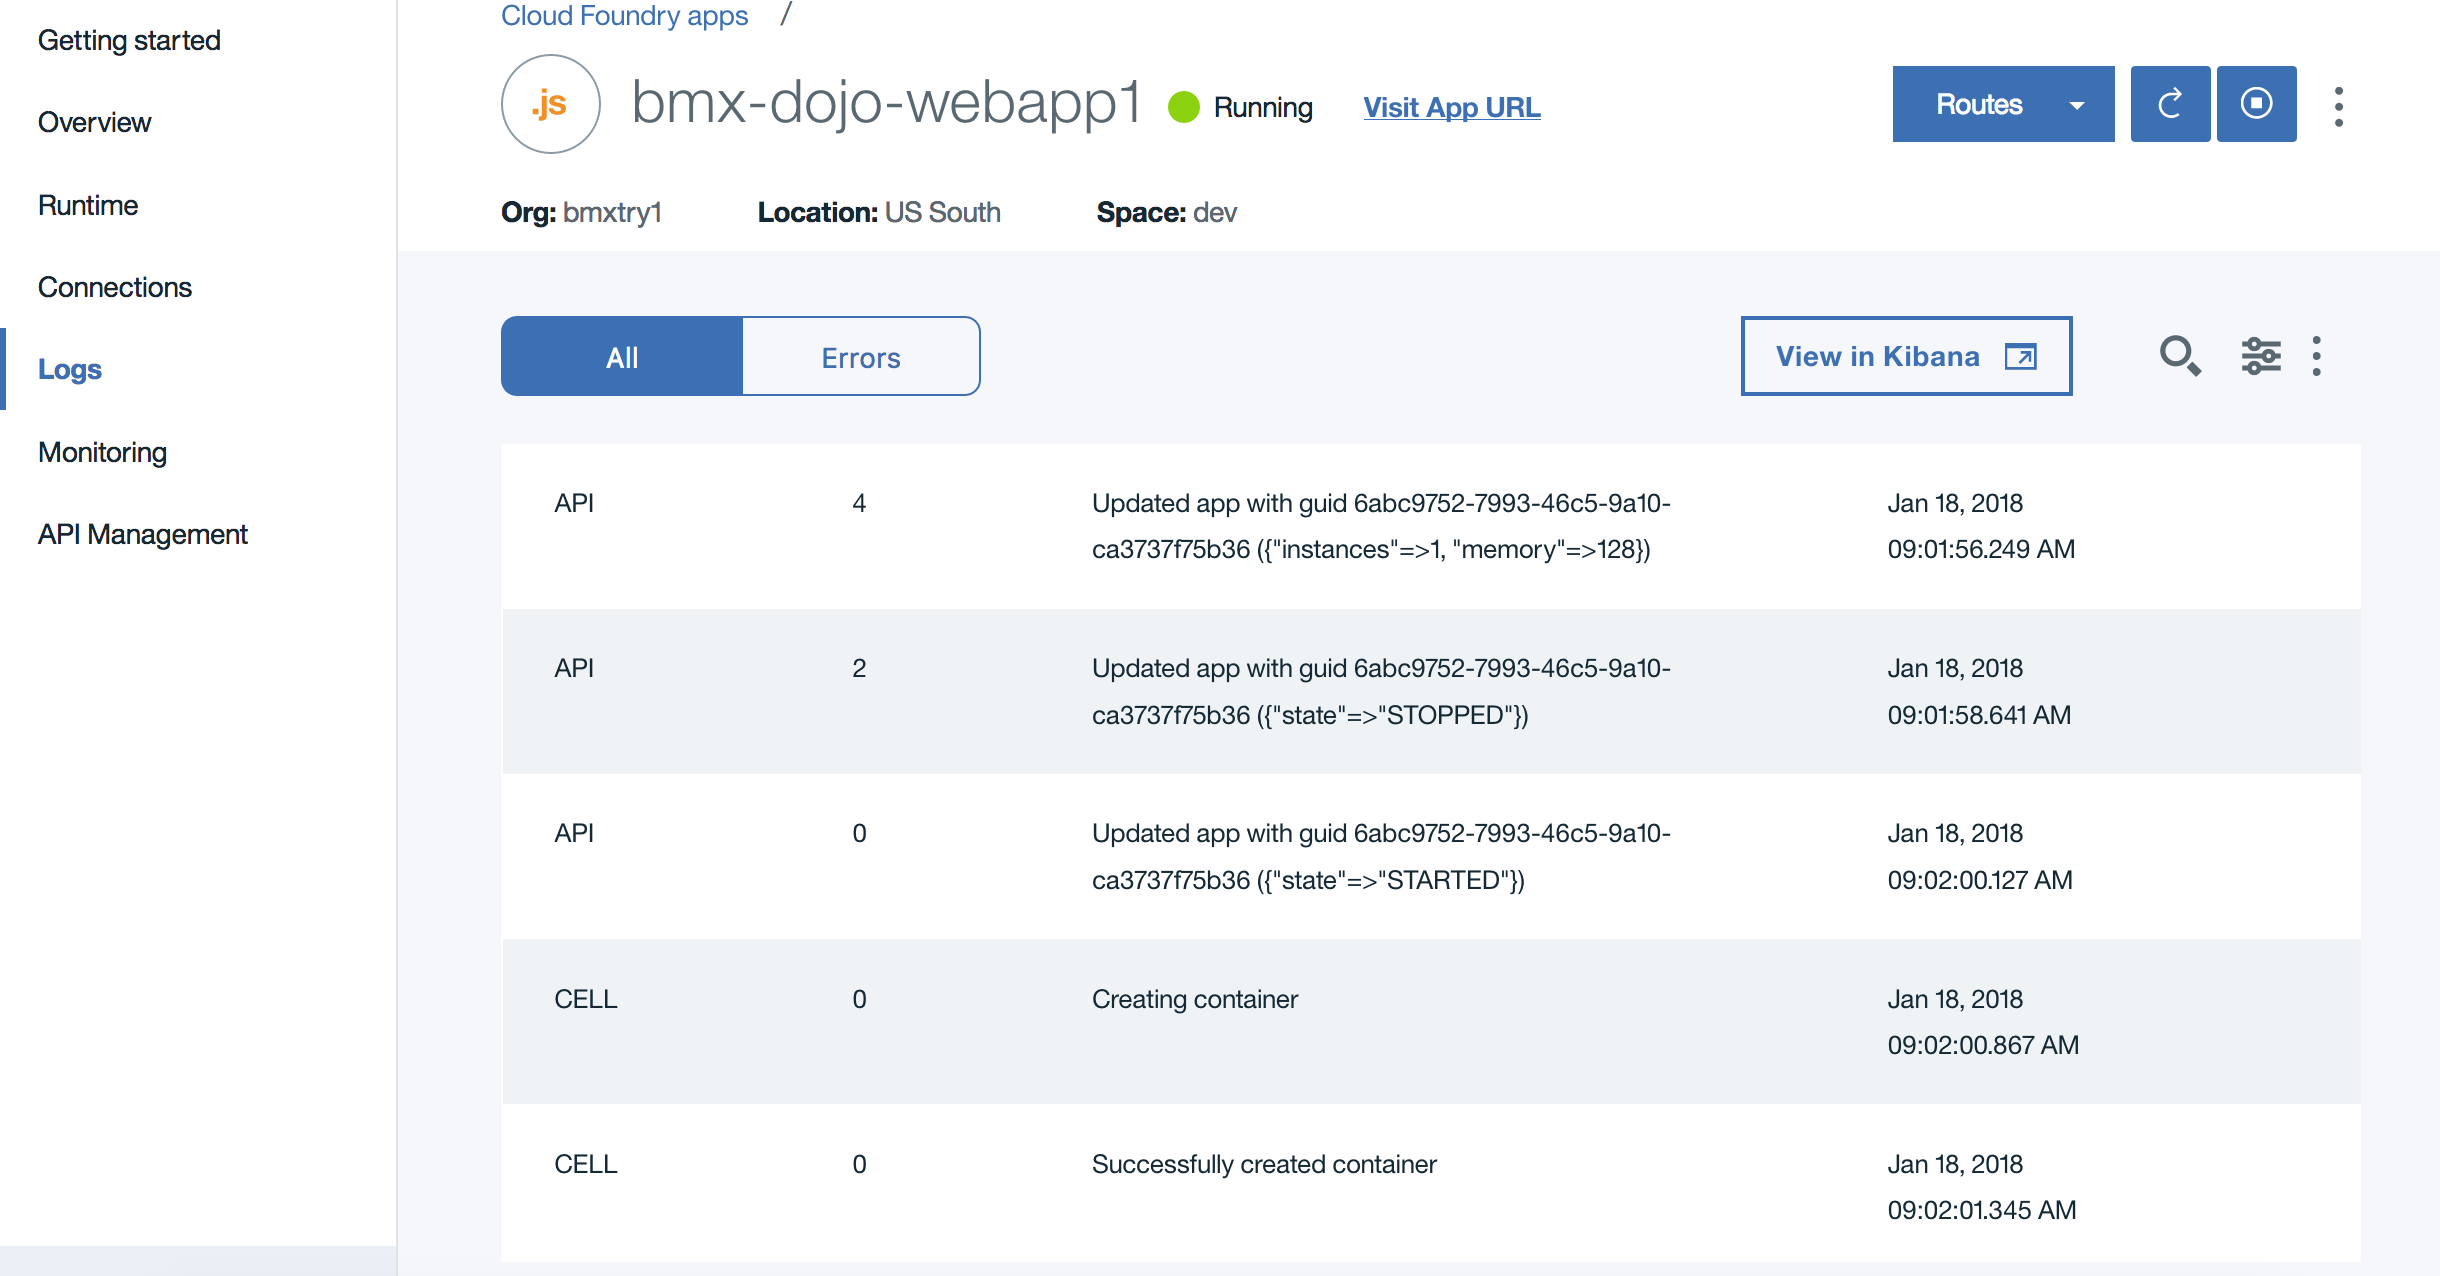 Getting started
Overview
Runtime
Connections
Logs
Monitoring
API Management
Cloud Foundry apps /
.js
bmx-dojo-webapp1 Running Visit App URL
Routes
Org: bmxtry1 Location: US South Space: dev
All Errors
View in Kibana
API 4 Updated app with guid 6abc9752-7993-46c5-9a10- Jan 18, 2018
ca3737f75b36 ({"instances"=>1, "memory"=>128}) 09:01:56.249 AM
API 2 Updated app with guid 6abc9752-7993-46c5-9a10- Jan 18, 2018
ca3737f75b36 ({"state"=>"STOPPED"}) 09:01:58.641 AM
API 0 Updated app with guid 6abc9752-7993-46c5-9a10- Jan 18, 2018
ca3737f75b36 ({"state"=>"STARTED"}) 09:02:00.127 AM
CELL 0 Creating container Jan 18, 2018
09:02:00.867 AM
CELL 0 Successfully created container Jan 18, 2018
09:02:01.345 AM